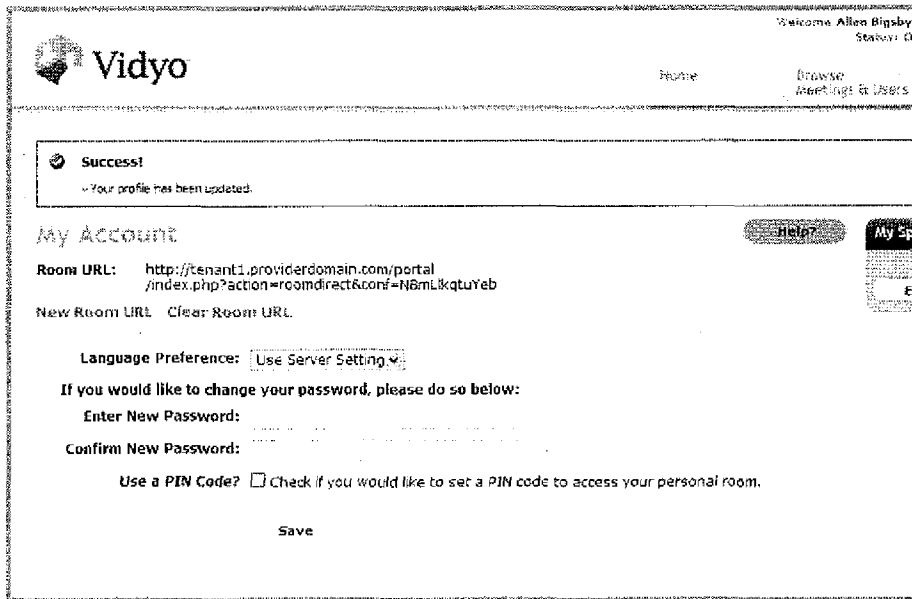 Welcome Allen Bigsby
Status: O
Vidyo
Home
Browse
Meetings & Users
Success!
Your profile has been updated.
My Account
Help?
My Sp
Room URL: http://tenant1.providerdomain.com/portal
/index.php?action=roomdirect&conf=
New Room URL Clear Room URL
E
Language Preference: Use Server Setting
If you would like to change your password, please do so below:
Enter New Password:
Confirm New Password:
Use a PIN Code? Check if you would like to set a PIN code to access your personal room.
Save